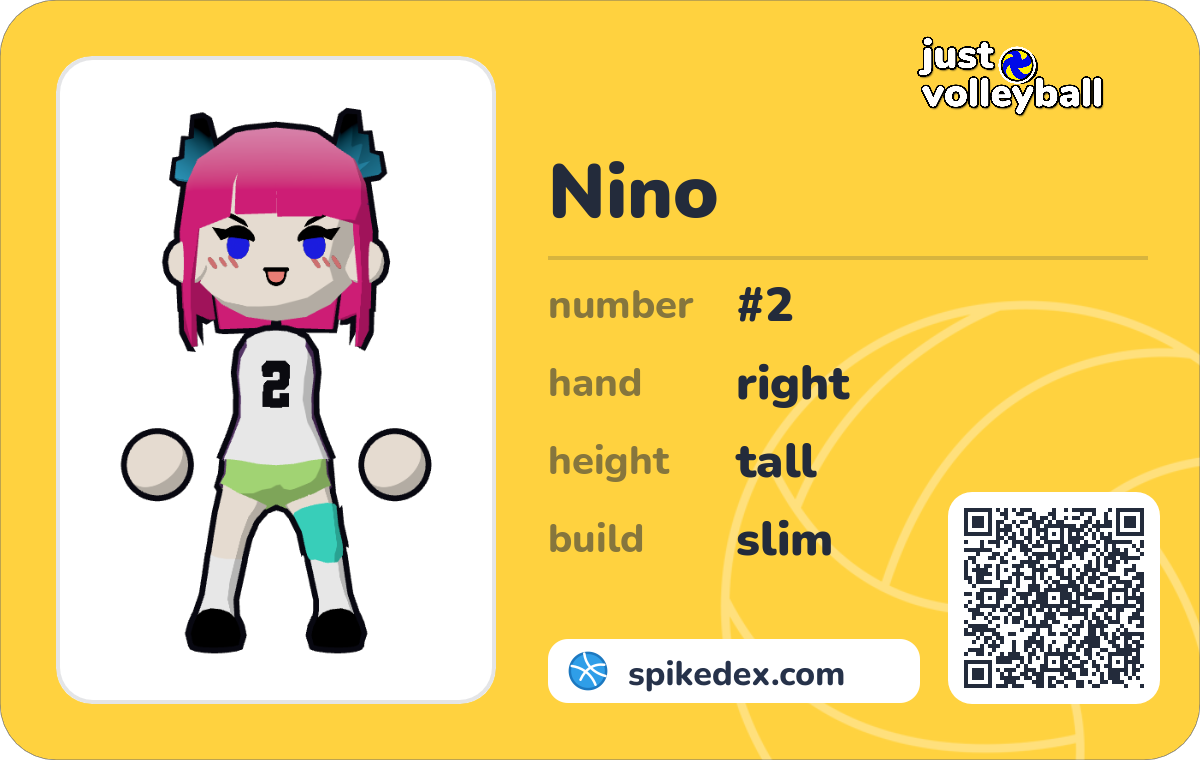 just
volleyball
Nino
number #2
hand right
height tall
build slim
2
spikedex.com